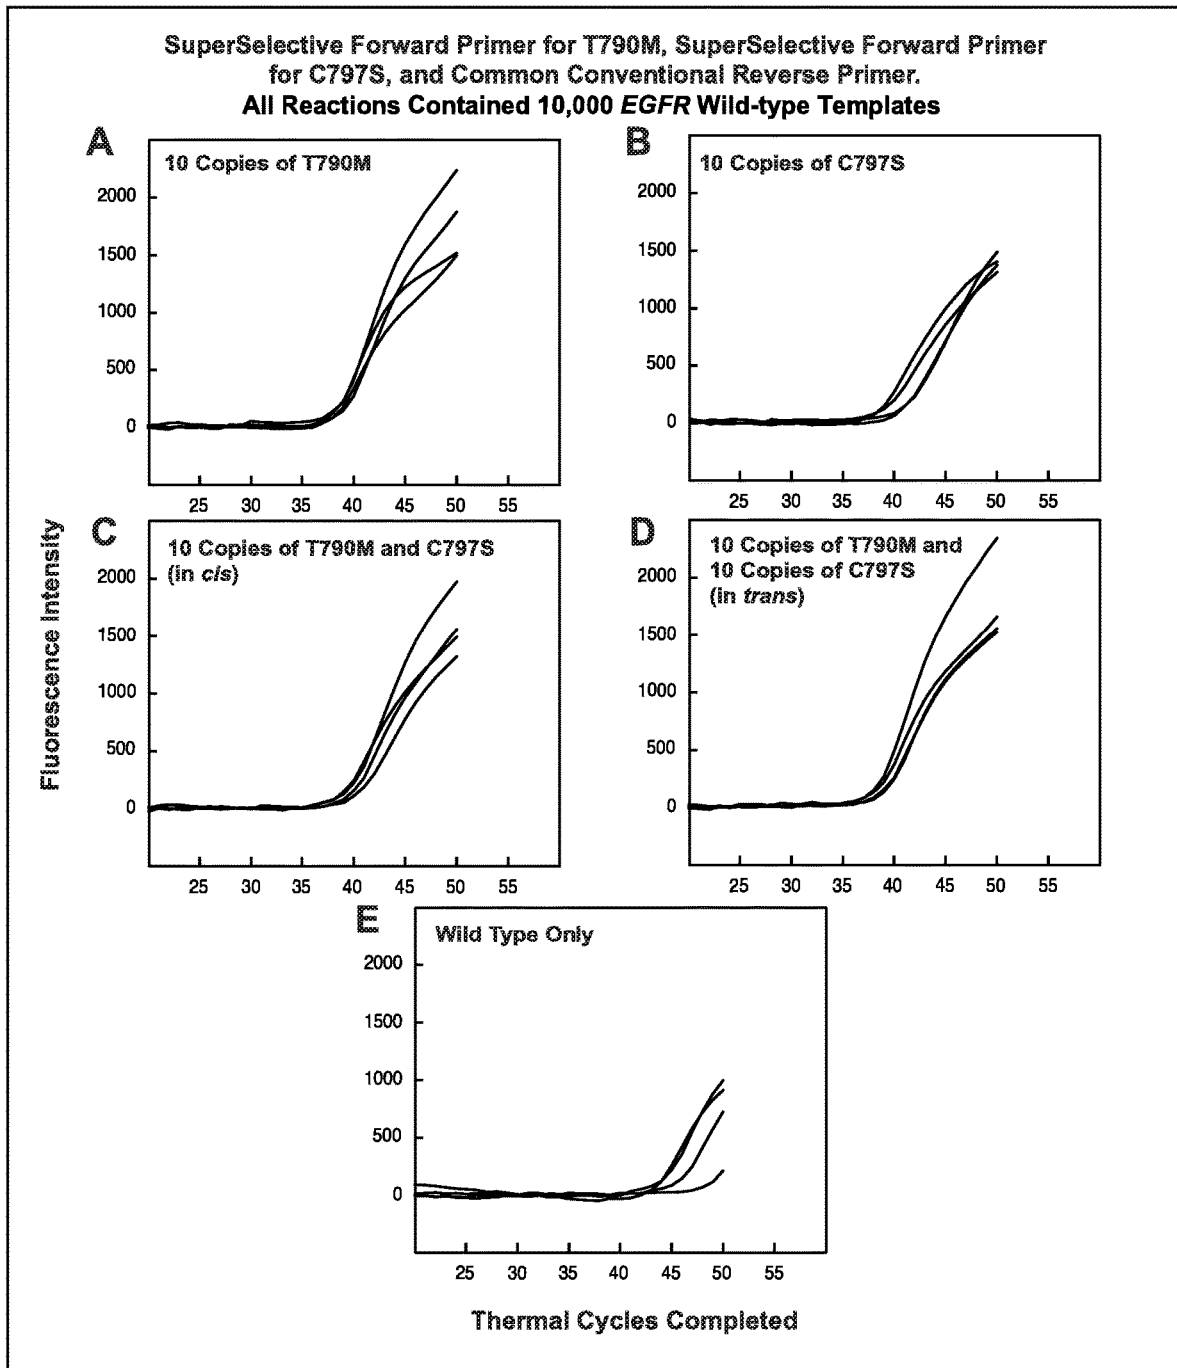 SuperSelective Forward Primer for T790M, SuperSelective Forward Primer
for C797S, and Common Conventional Reverse Primer.
All Reactions Contained 10,000 EGFR Wild-type Templates
A
10 Copies of T790M
2000
1500
1000
500
0
25 30 35 40 45 50 55
B
10 Copies of C797S
2000
1500
1000
500
0
25 30 35 40 45 50 55
C
10 Copies of T790M and C797S
(in cis)
2000
1500
1000
500
0
25 30 35 40 45 50 55
D
10 Copies of T790M and
10 Copies of C797S
(in trans)
2000
1500
1000
500
0
25 30 35 40 45 50 55
E
Wild Type Only
2000
1500
1000
500
0
25 30 35 40 45 50 55
Fluorescence Intensity
Thermal Cycles Completed